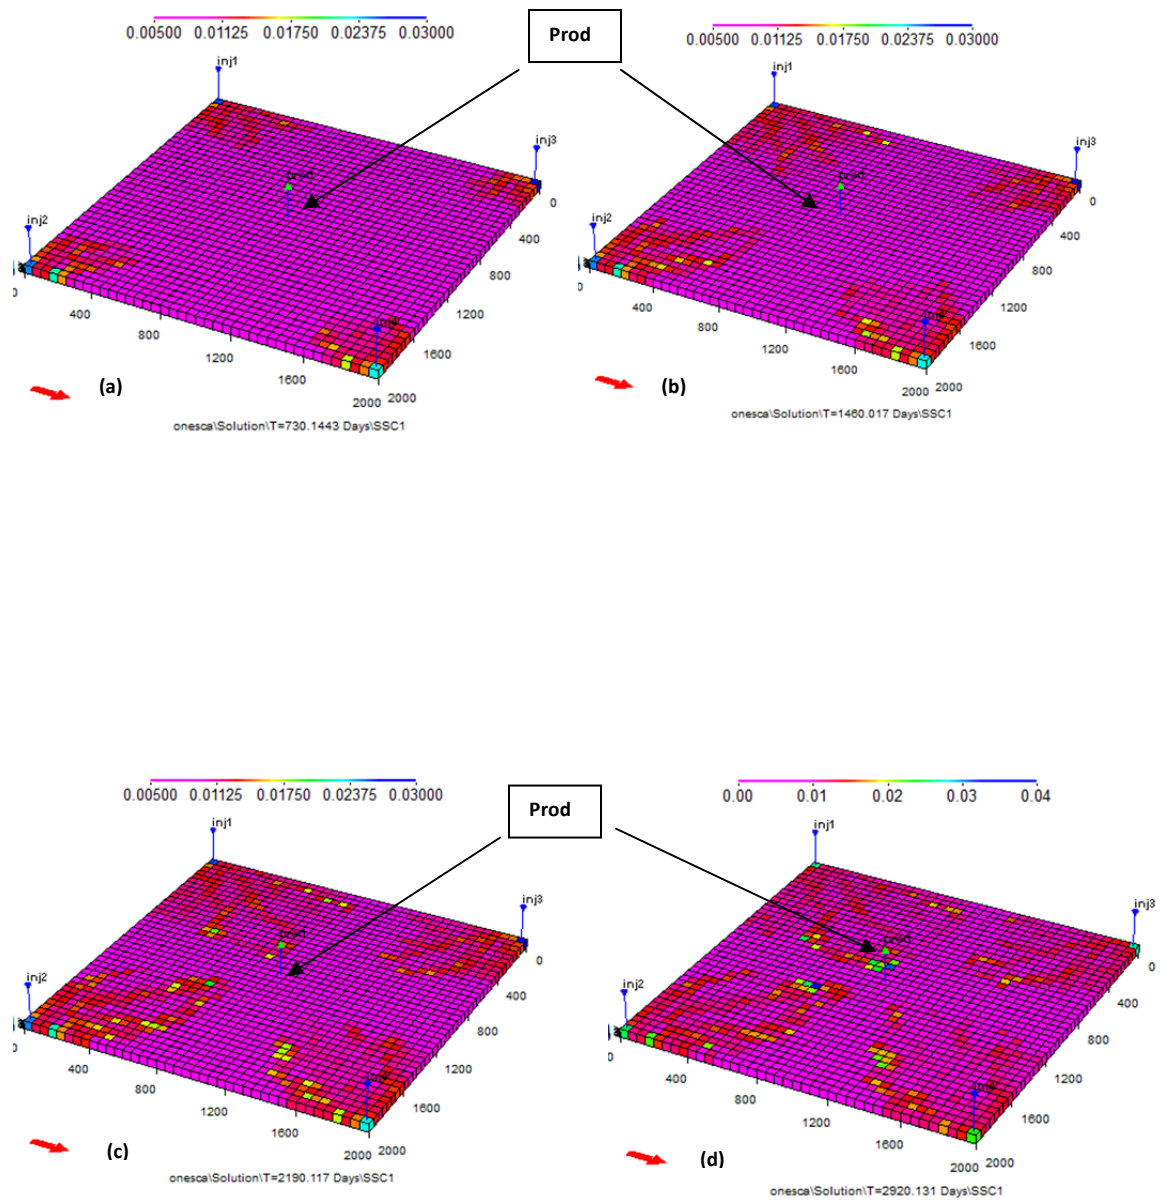 0.00500 0.01125 0.01750 0.02375 0.03000
Prod
0.00500 0.01125 0.01750 0.02375 0.03000
inj1
inj3
prod
inj2
0
400
800
1200
1600
2000
0
400
800
1200
1600
2000
(a)
onesca\Solution\T=730.1443 Days\SSC1
inj1
inj3
prod
inj2
0
400
800
1200
1600
2000
0
400
800
1200
1600
2000
(b)
onesca\Solution\T=1460.017 Days\SSC1
0.00500 0.01125 0.01750 0.02375 0.03000
Prod
0.00 0.01 0.02 0.03 0.04
inj1
inj3
prod
inj2
0
400
800
1200
1600
2000
0
400
800
1200
1600
2000
(c)
onesca\Solution\T=2190.117 Days\SSC1
inj1
inj3
prod
inj2
0
400
800
1200
1600
2000
0
400
800
1200
1600
2000
(d)
onesca\Solution\T=2920.131 Days\SSC1